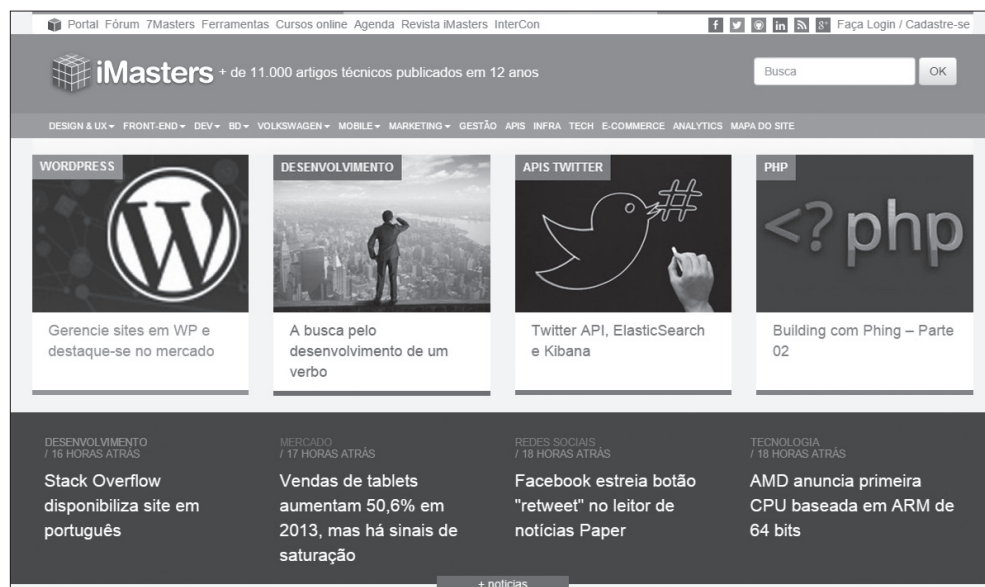 Portal Fórum 7Masters Ferramentas Cursos online Agenda Revista iMasters InterCon
Faça Login / Cadastre-se
iMasters + de 11.000 artigos técnicos publicados em 12 anos
Busca
OK
DESIGN & UX FRONT-END DEV BD VOLKSWAGEN MOBILE MARKETING GESTÃO APIS INFRA TECH E-COMMERCE ANALYTICS MAPA DO SITE
WORDPRESS
Gerencie sites em WP e
destaque-se no mercado
DESENVOLVIMENTO
A busca pelo
desenvolvimento de um
verbo
APIS TWITTER
#
Twitter API, ElasticSearch
e Kibana
PHP
<? php
Building com Phing – Parte
02
DESENVOLVIMENTO
/ 16 HORAS ATRÁS
Stack Overflow
disponibiliza site em
português
MERCADO
/ 17 HORAS ATRÁS
Vendas de tablets
aumentam 50,6% em
2013, mas há sinais de
saturação
REDES SOCIAIS
/ 18 HORAS ATRÁS
Facebook estreia botão
"retweet" no leitor de
notícias Paper
TECNOLOGIA
/ 18 HORAS ATRÁS
AMD anuncia primeira
CPU baseada em ARM de
64 bits
+ notícias